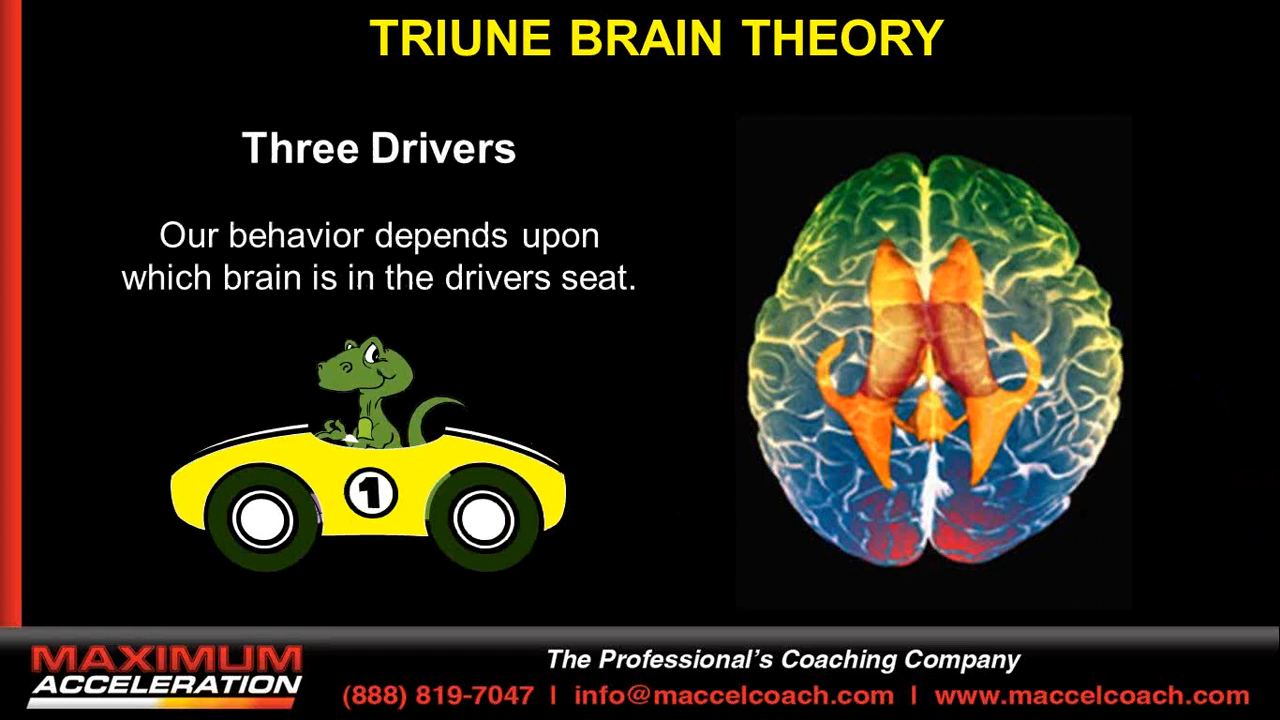 TRIUNE BRAIN THEORY
Three Drivers
Our behavior depends upon
which brain is in the drivers seat.
1
MAXIMUM
ACCELERATION
The Professional's Coaching Company
(888) 819-7047 | info@maccelcoach.com | www.maccelcoach.com